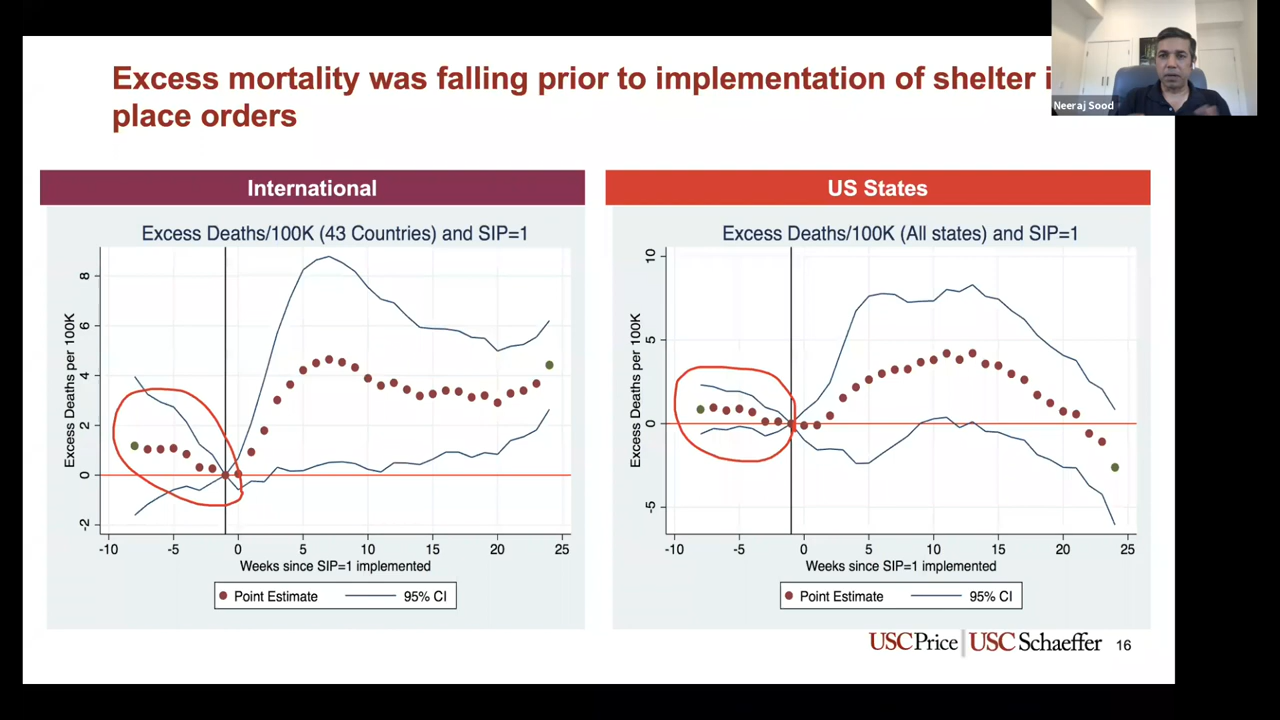 Excess mortality was falling prior to implementation of shelter i
place orders
Neeraj Sood
International
US States
Excess Deaths/100K (43 Countries) and SIP=1
Excess Deaths per 100K
8
6
4
2
0
-2
-10
-5
0
5
10
15
20
25
Weeks since SIP=1 implemented
Point Estimate
95% CI
Excess Deaths/100K (All states) and SIP=1
Excess Deaths per 100K
10
5
0
-5
-10
-5
0
5
10
15
20
25
Weeks since SIP=1 implemented
Point Estimate
95% CI
USCPrice | USC Schaeffer
16